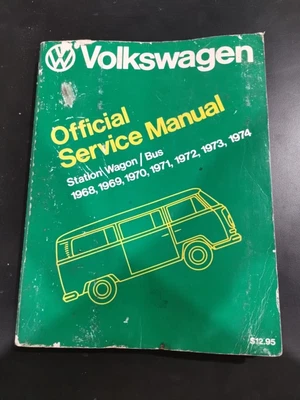 Volkswagen
Official
Service Manual
Station Wagon/Bus
1968, 1969, 1970, 1971, 1972, 1973, 1974
$12.95